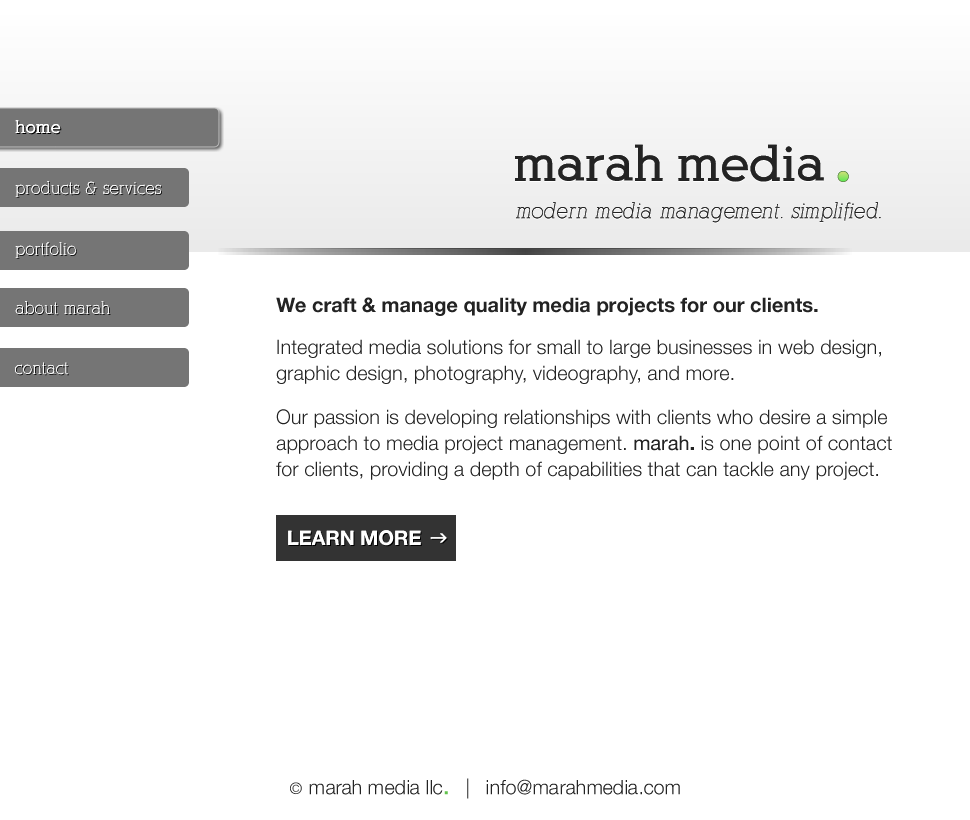 home
products & services
portfolio
about marah
contact
marah media.
modern media management. simplified.
We craft & manage quality media projects for our clients.
Integrated media solutions for small to large businesses in web design,
graphic design, photography, videography, and more.
Our passion is developing relationships with clients who desire a simple
approach to media project management. marah. is one point of contact
for clients, providing a depth of capabilities that can tackle any project.
LEARN MORE →
© marah media llc. | info@marahmedia.com